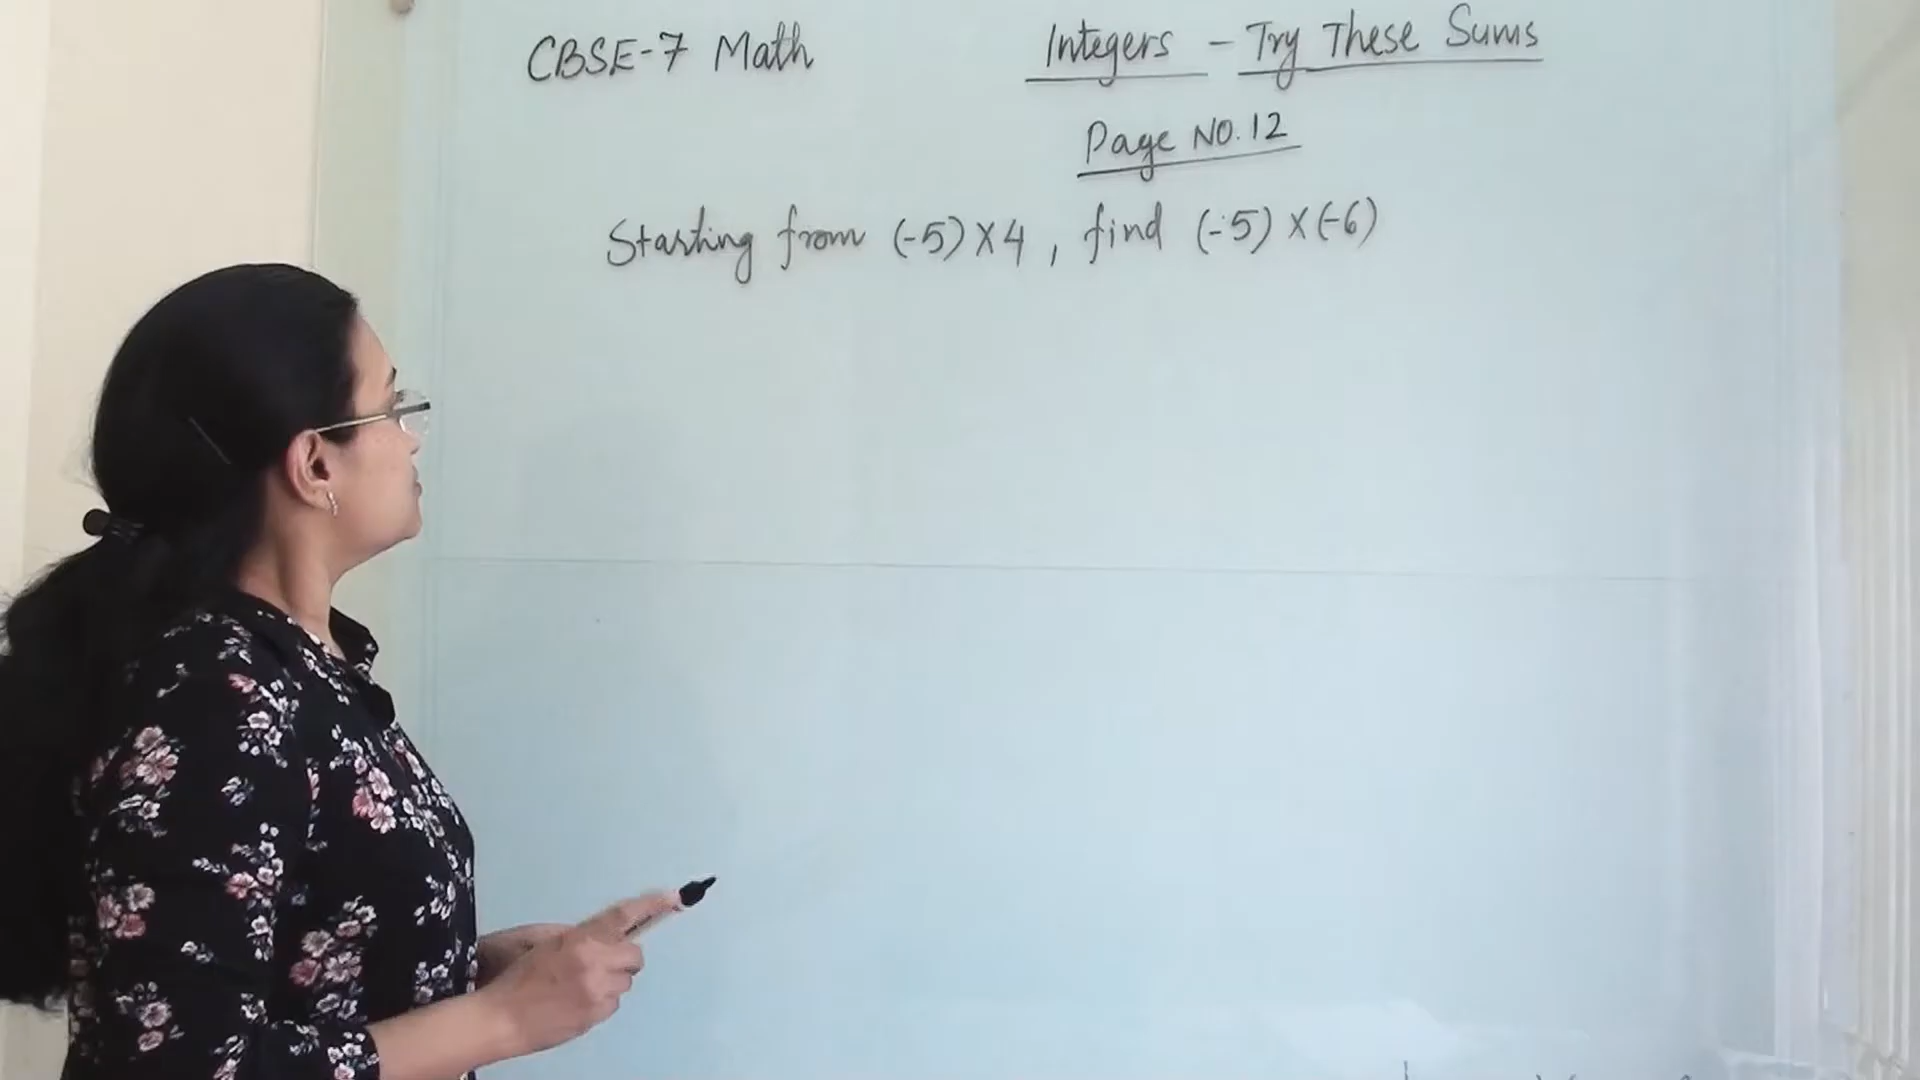 CBSE-7 Math
Integers - Try These Sums
Page No.12
Starting from (-5)×4, find (-5)×(-6)